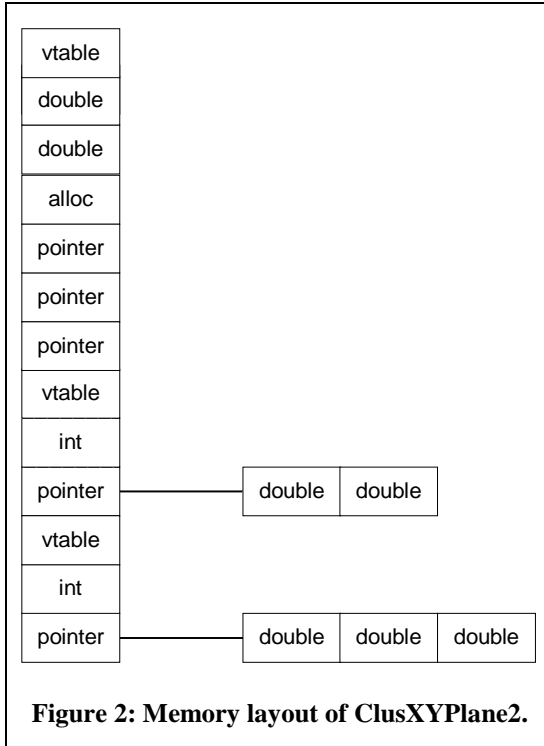 vtable
double
double
alloc
pointer
pointer
pointer
vtable
int
pointer double double
vtable
int
pointer double double double
Figure 2: Memory layout of ClusXYPlane2.